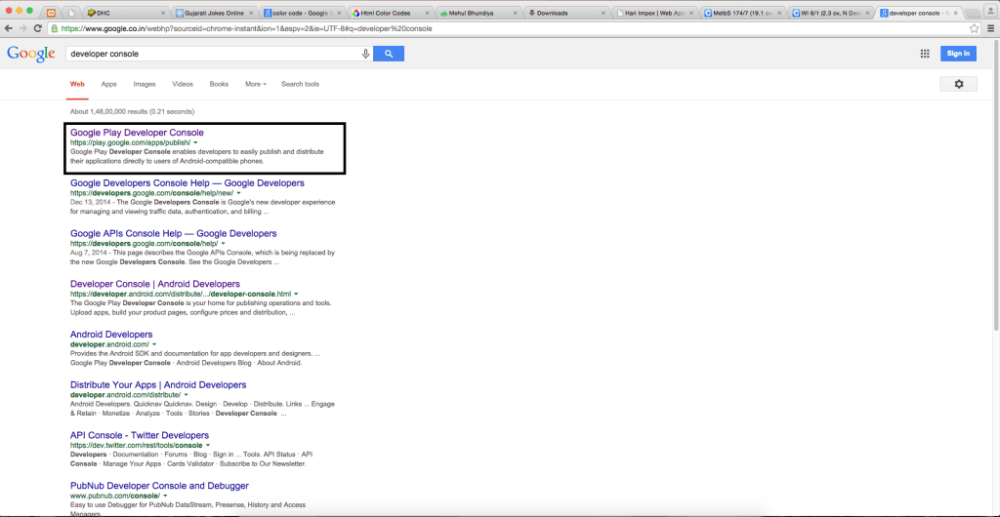 DHC
Gujarati Jokes Online
color code - Google S
Html Color Codes
Mehul Bhundiya
Downloads
Hari Impex | Web App
MelbS 174/7 (19.1 ov,
WI 6/1 (2.3 ov, N Deo
developer console - G
https://www.google.co.in/webhp?sourceid=chrome-instant&ion=1&espv=2&ie=UTF-8#q=developer%20console
Google
developer console
Sign in
Web Apps Images Videos Books More Search tools
About 1,48,00,000 results (0.21 seconds)
Google Play Developer Console
https://play.google.com/apps/publish/
Google Play Developer Console enables developers to easily publish and distribute
their applications directly to users of Android-compatible phones.
Google Developers Console Help — Google Developers
https://developers.google.com/console/help/new/
Dec 13, 2014 - The Google Developers Console is Google's new developer experience
for managing and viewing traffic data, authentication, and billing ...
Google APIs Console Help — Google Developers
https://developers.google.com/console/help/
Aug 7, 2014 - This page describes the Google APIs Console, which is being replaced by
the new Google Developers Console. See the Google Developers ...
Developer Console | Android Developers
https://developer.android.com/distribute/.../developer-console.html
The Google Play Developer Console is your home for publishing operations and tools.
Upload apps, build your product pages, configure prices and distribution, ...
Android Developers
developer.android.com/
Provides the Android SDK and documentation for app developers and designers. ...
Google Play Developer Console · Android Developers Blog · About Android.
Distribute Your Apps | Android Developers
developer.android.com/distribute/
Android Developers. Quicknav Quicknav. Design · Develop · Distribute. Links ... Engage
& Retain · Monetize · Analyze · Tools · Stories · Developer Console ...
API Console - Twitter Developers
https://dev.twitter.com/rest/tools/console
Developers · Documentation · Forums · Blog · Sign in ... Tools. API Status · API
Console · Manage Your Apps · Cards Validator · Subscribe to Our Newsletter.
PubNub Developer Console and Debugger
www.pubnub.com/console/
Easy to use Debugger for PubNub DataStream, Presense, History and Access
Managers.